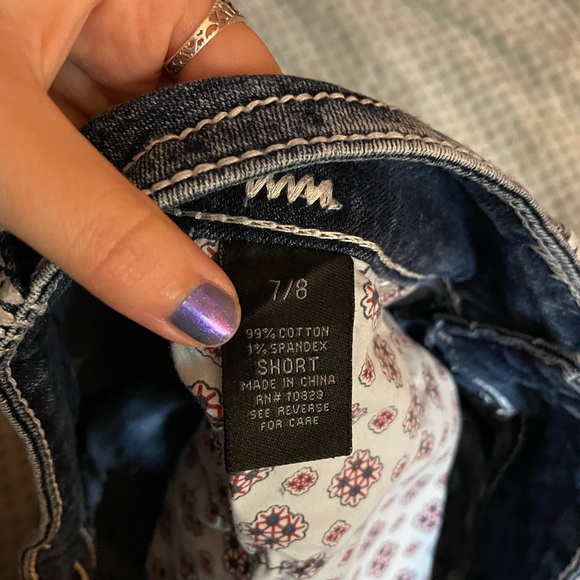 7/8
99% COTTON
1% SPANDEX
SHORT
MADE IN CHINA
RN# 70829
SEE REVERSE
FOR CARE